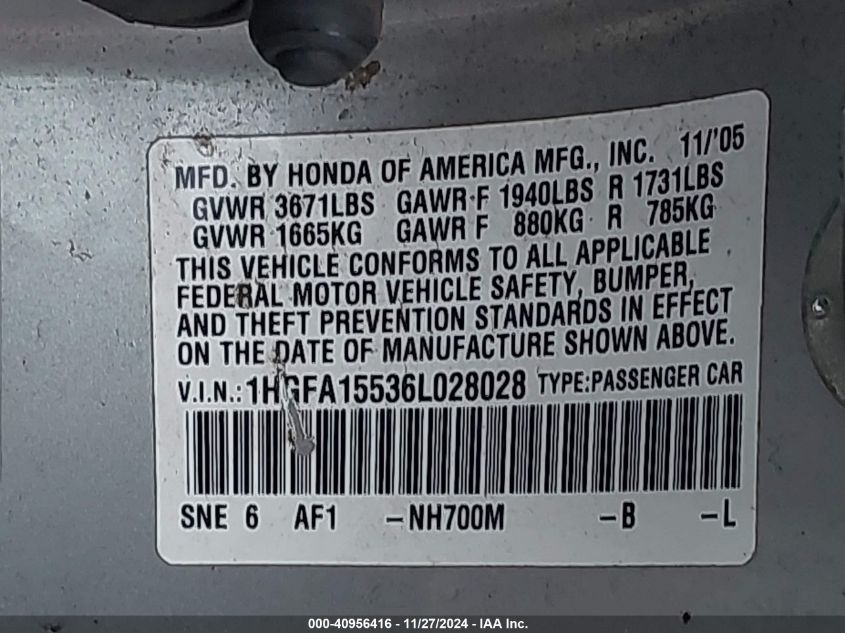 MFD. BY HONDA OF AMERICA MFG., INC. 11/'05
GVWR 3671LBS GAWR F 1940LBS R 1731LBS
GVWR 1665KG GAWR F 880KG R 785KG
THIS VEHICLE CONFORMS TO ALL APPLICABLE
FEDERAL MOTOR VEHICLE SAFETY, BUMPER,
AND THEFT PREVENTION STANDARDS IN EFFECT
ON THE DATE OF MANUFACTURE SHOWN ABOVE.
V.I.N.: 1HGFA15536L028028 TYPE:PASSENGER CAR
SNE 6 AF1 -NH700M -B -L
000-40956416 - 11/27/2024 - IAA Inc.